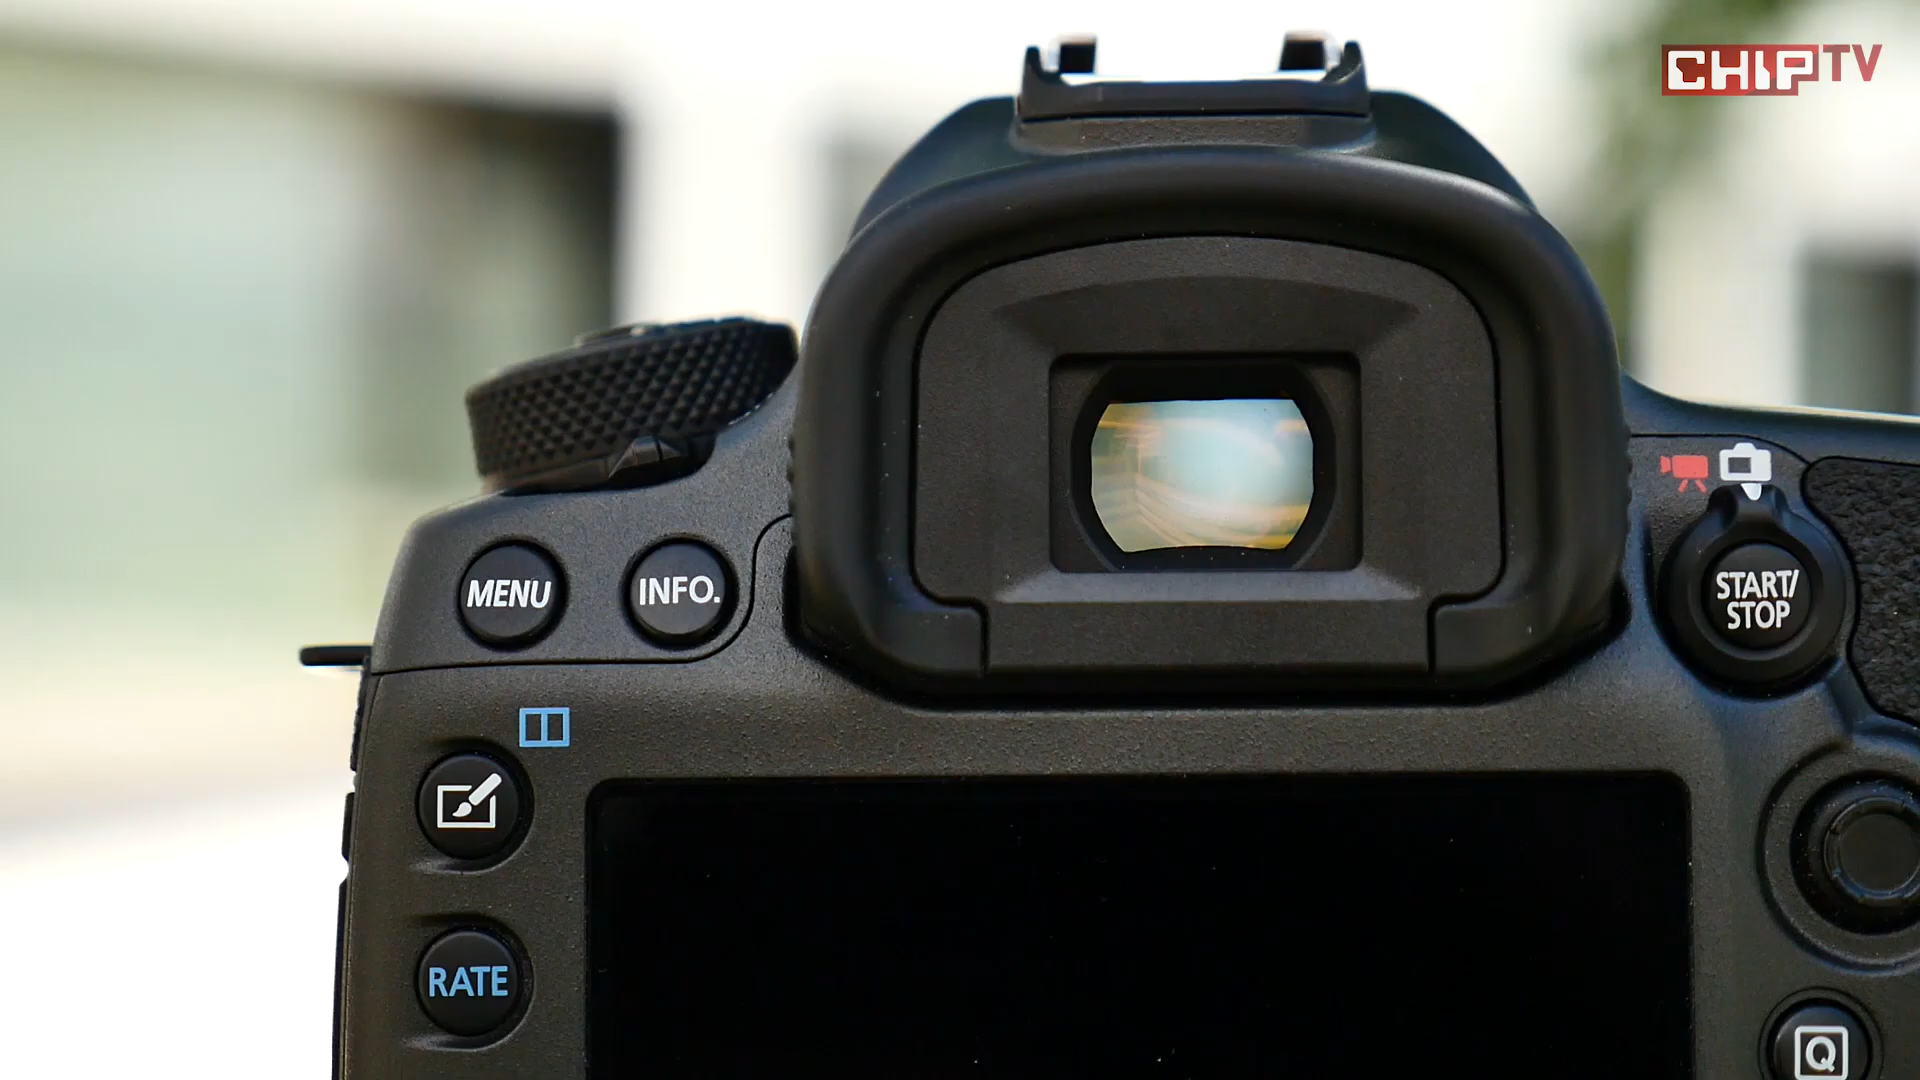 CHIP TV
MENU
INFO.
START/
STOP
RATE
Q